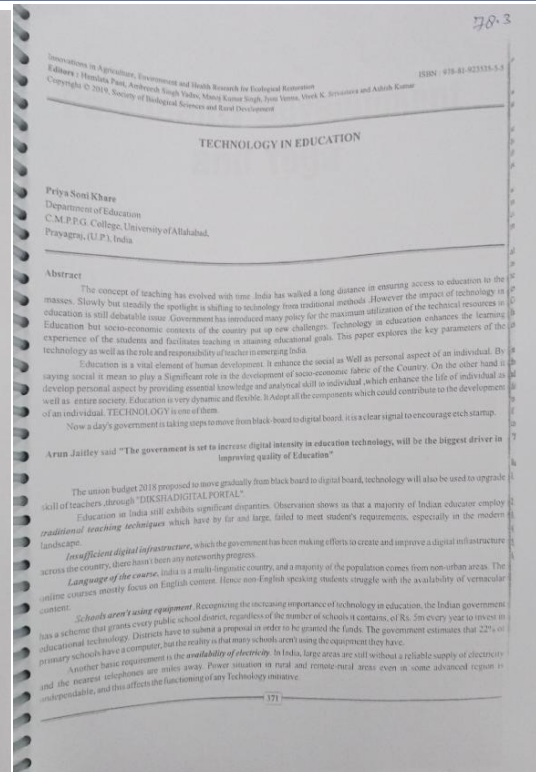 78.3
Innovations in Agriculture, Environment and Health Research for Ecological Restoration
ISBN : 978-81-923535-5-5
Editors : Hemlata Pant, Ambreesh Singh Yadav, Manoj Kumar Singh, Jyoti Verma, Vivek K. Srivastava and Ashish Kumar
Copyright © 2019, Society of Biological Sciences and Rural Development
TECHNOLOGY IN EDUCATION
Priya Soni Khare
Department of Education
C.M.P.P.G. College, University of Allahabad,
Prayagraj, (U.P.), India
Abstract
The concept of teaching has evolved with time .India has walked a long distance in ensuring access to education to the
masses. Slowly but steadily the spotlight is shifting to technology from traditional methods .However the impact of technology in
education is still debatable issue .Government has introduced many policy for the maximum utilization of the technical resources in
Education but socio-economic contexts of the country put up new challenges. Technology in education enhances the learning
experience of the students and facilitates teaching in attaining educational goals. This paper explores the key parameters of the
technology as well as the role and responsibility of teacher in emerging India.
Education is a vital element of human development. It enhance the social as Well as personal aspect of an individual. By
saying social it mean so play a Significant role in the development of socio-economic fabric of the Country. On the other hand it
develop personal aspect by providing essential knowledge and analytical skill to individual ,which enhance the life of individual as
well as entire society. Education is very dynamic and flexible. It Adopt all the components which could contribute to the development
of an individual. TECHNOLOGY is one of them.
Now a day's government is taking steps to move from black-board to digital board, it is a clear signal to encourage etch stamp.
Arun Jaitley said "The government is set to increase digital intensity in education technology, will be the biggest driver in
improving quality of Education"
The union budget 2018 proposed to move gradually from black board to digital board, technology will also be used to upgrade
skill of teachers ,through "DIKSHADIGITAL PORTAL".
Education in India still exhibits significant disparities. Observation shows us that a majority of Indian educator employ
traditional teaching techniques which have by far and large, failed to meet student's requirements, especially in the modern
landscape.
Insufficient digital infrastructure, which the government has been making efforts to create and improve a digital infrastructure
across the country, there hasn't been any noteworthy progress.
Language of the course, India is a multi-linguistic country, and a majority of the population comes from non-urban areas. The
online courses mostly focus on English content. Hence non-English speaking students struggle with the availability of vernacular
content.
Schools aren't using equipment. Recognizing the increasing importance of technology in education, the Indian government
has a scheme that grants every public school district, regardless of the number of schools it contains, of Rs. 5m every year to invest in
educational technology. Districts have to submit a proposal in order to be granted the funds. The government estimates that 22% of
primary schools have a computer, but the reality is that many schools aren't using the equipment they have.
Another basic requirement is the availability of electricity. In India, large areas are still without a reliable supply of electricity
and the nearest telephones are miles away. Power situation in rural and remote-rural areas even in some advanced region is
undependable, and this affects the functioning of any Technology initiative.
371